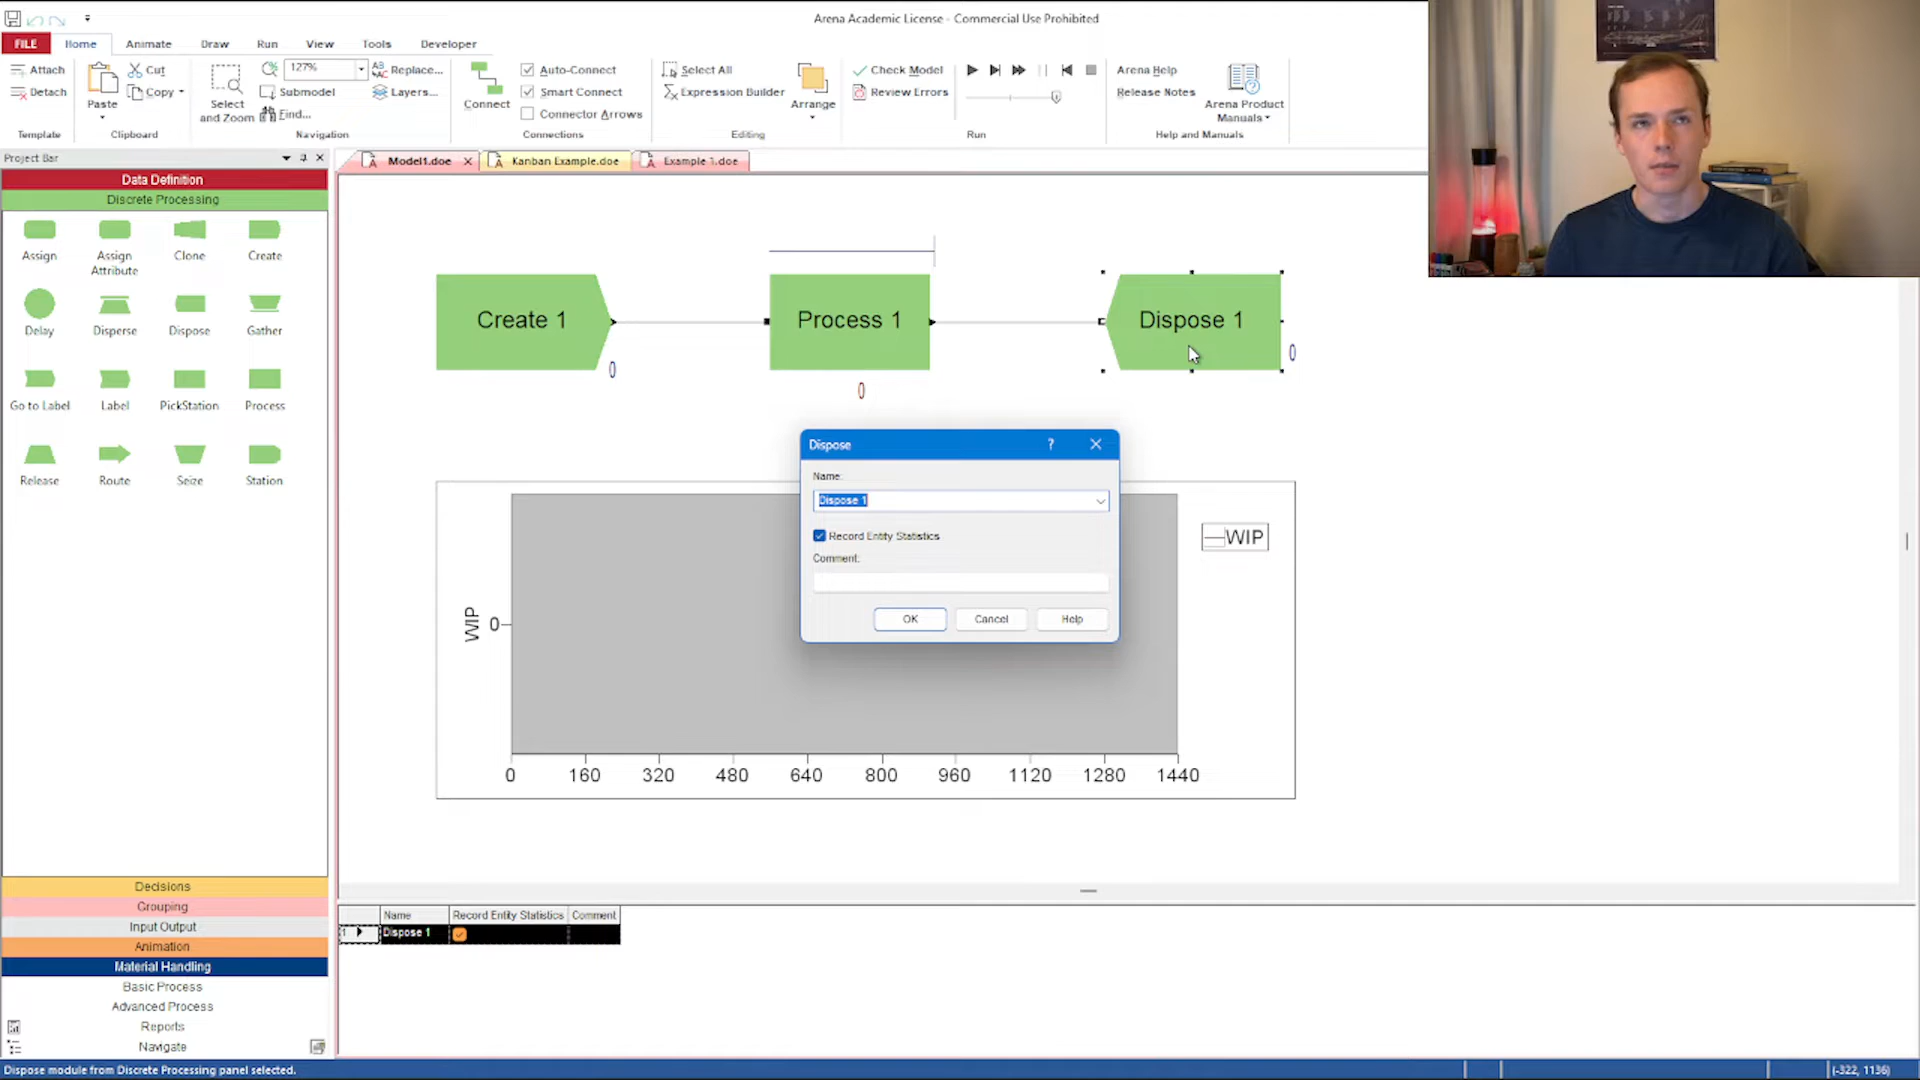 Arena Academic License - Commercial Use Prohibited
FILE Home Animate Draw Run View Tools Developer
Attach
Detach
Template
Paste
Cut
Copy
Clipboard
Select
and Zoom
127%
Submodel
Find...
Replace...
Layers...
Navigation
Connect
Auto-Connect
Smart Connect
Connector Arrows
Connections
Select All
Expression Builder
Arrange
Editing
Check Model
Review Errors
Run
Arena Help
Release Notes
Arena Product
Manuals
Help and Manuals
Project Bar
Model1.doe
Kanban Example.doe
Example 1.doe
Data Definition
Discrete Processing
Assign
Assign
Attribute
Clone
Create
Delay
Disperse
Dispose
Gather
Go to Label
Label
PickStation
Process
Release
Route
Seize
Station
Decisions
Grouping
Input Output
Animation
Material Handling
Basic Process
Advanced Process
Reports
Navigate
Create 1
0
Process 1
0
Dispose 1
0
Dispose
?
Name:
Dispose 1
Record Entity Statistics
Comment:
OK
Cancel
Help
WIP
WIP
0
0 160 320 480 640 800 960 1120 1280 1440
Name Record Entity Statistics Comment
1 Dispose 1
Dispose module from Discrete Processing panel selected.
(-322, 1136)